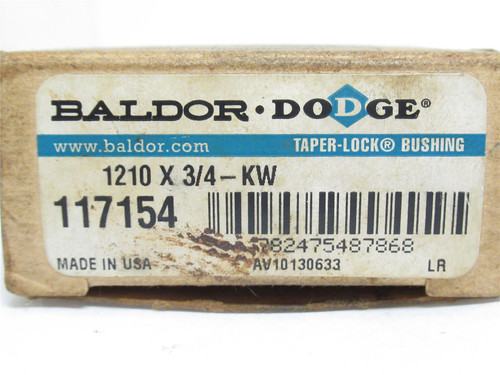 BALDOR · DODGE®
www.baldor.com TAPER-LOCK® BUSHING
1210 X 3/4-KW
117154
782475487868
MADE IN USA AV10130633 LR